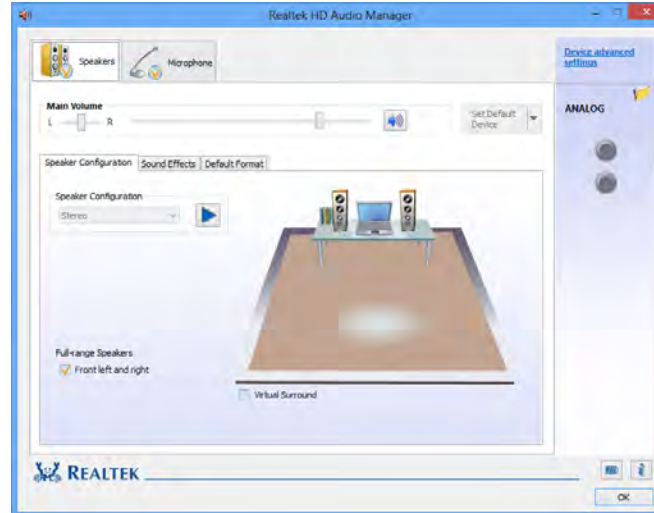 Realtek HD Audio Manager
Speakers
Microphone
Device advanced
settings
Main Volume
L
R
Set Default
Device
ANALOG
Speaker Configuration
Sound Effects
Default Format
Speaker Configuration
Stereo
Full-range Speakers
Front left and right
Virtual Surround
REALTEK
i
OK